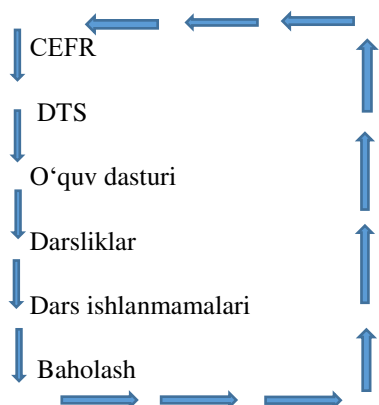 CEFR
DTS
O‘quv dasturi
Darsliklar
Dars ishlanmamalari
Baholash